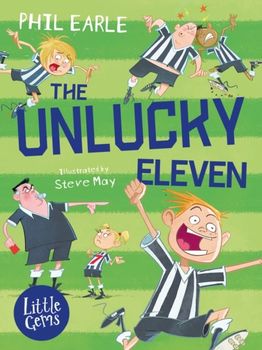 PHIL EARLE
THE
UNLUCKY
ELEVEN
Illustrated by
Steve May
Little
Gems